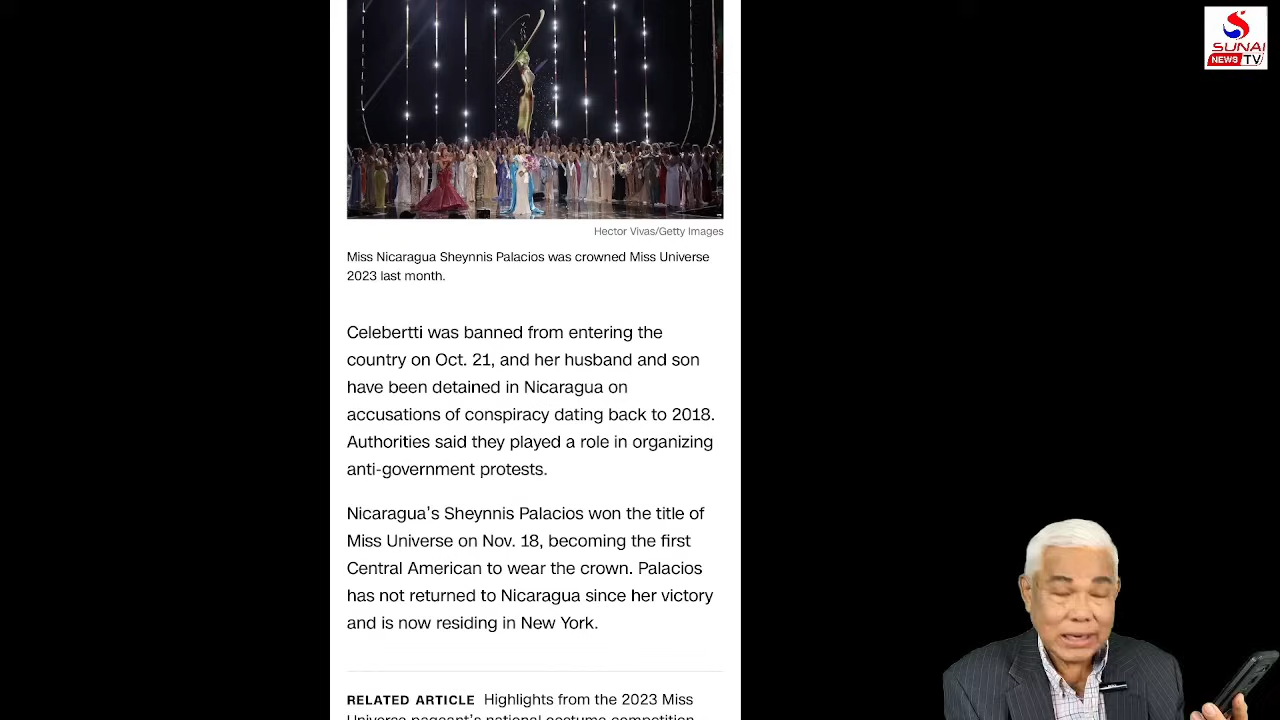 SUNAI
NEWS TV
Hector Vivas/Getty Images
Miss Nicaragua Sheynnis Palacios was crowned Miss Universe
2023 last month.
Celebertti was banned from entering the
country on Oct. 21, and her husband and son
have been detained in Nicaragua on
accusations of conspiracy dating back to 2018.
Authorities said they played a role in organizing
anti-government protests.
Nicaragua's Sheynnis Palacios won the title of
Miss Universe on Nov. 18, becoming the first
Central American to wear the crown. Palacios
has not returned to Nicaragua since her victory
and is now residing in New York.
RELATED ARTICLE Highlights from the 2023 Miss
Universe pageant's national costume competition